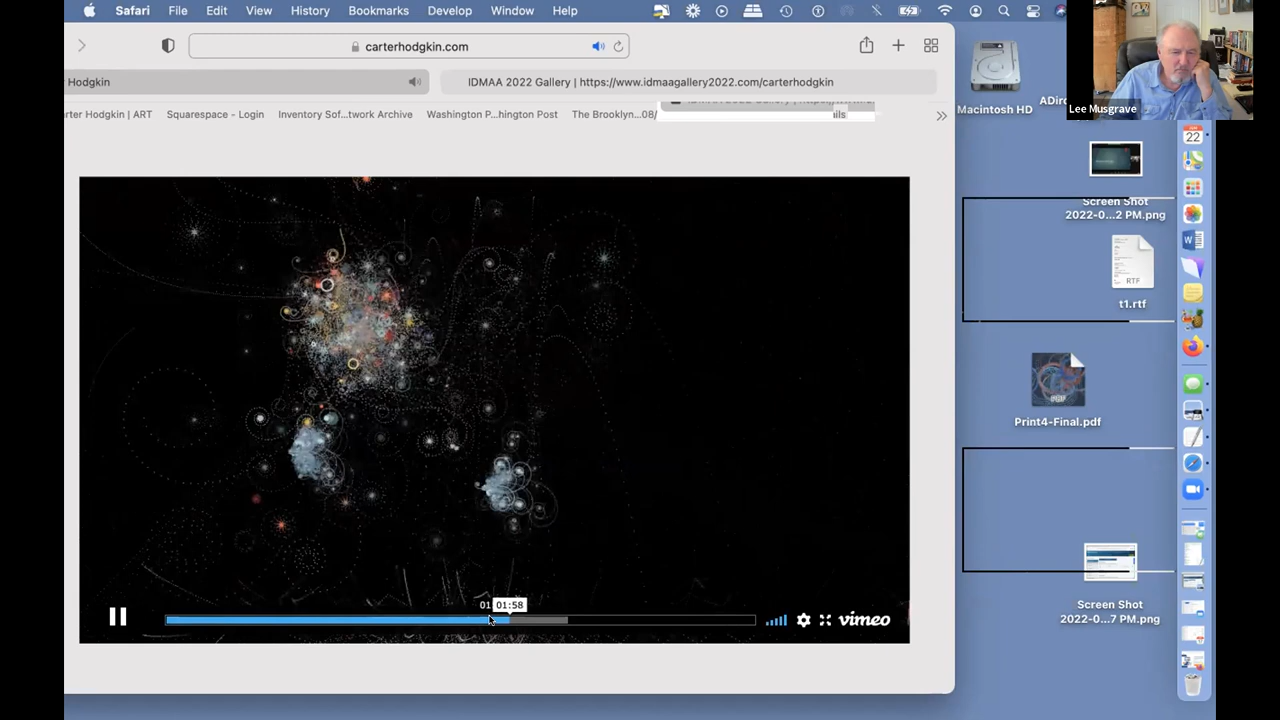 Safari File Edit View History Bookmarks Develop Window Help
carterhodgkin.com
Hodgkin
IDMAA 2022 Gallery | https://www.idmaagallery2022.com/carterhodgkin
arter Hodgkin | ART Squarespace - Login Inventory Sof...twork Archive Washington P...hington Post The Brooklyn...08/ ails
Macintosh HD
Lee Musgrave
22
Screen Shot
2022-0...2 PM.png
RTF
t1.rtf
Print4-Final.pdf
01 01:58
vimeo
Screen Shot
2022-0...7 PM.png